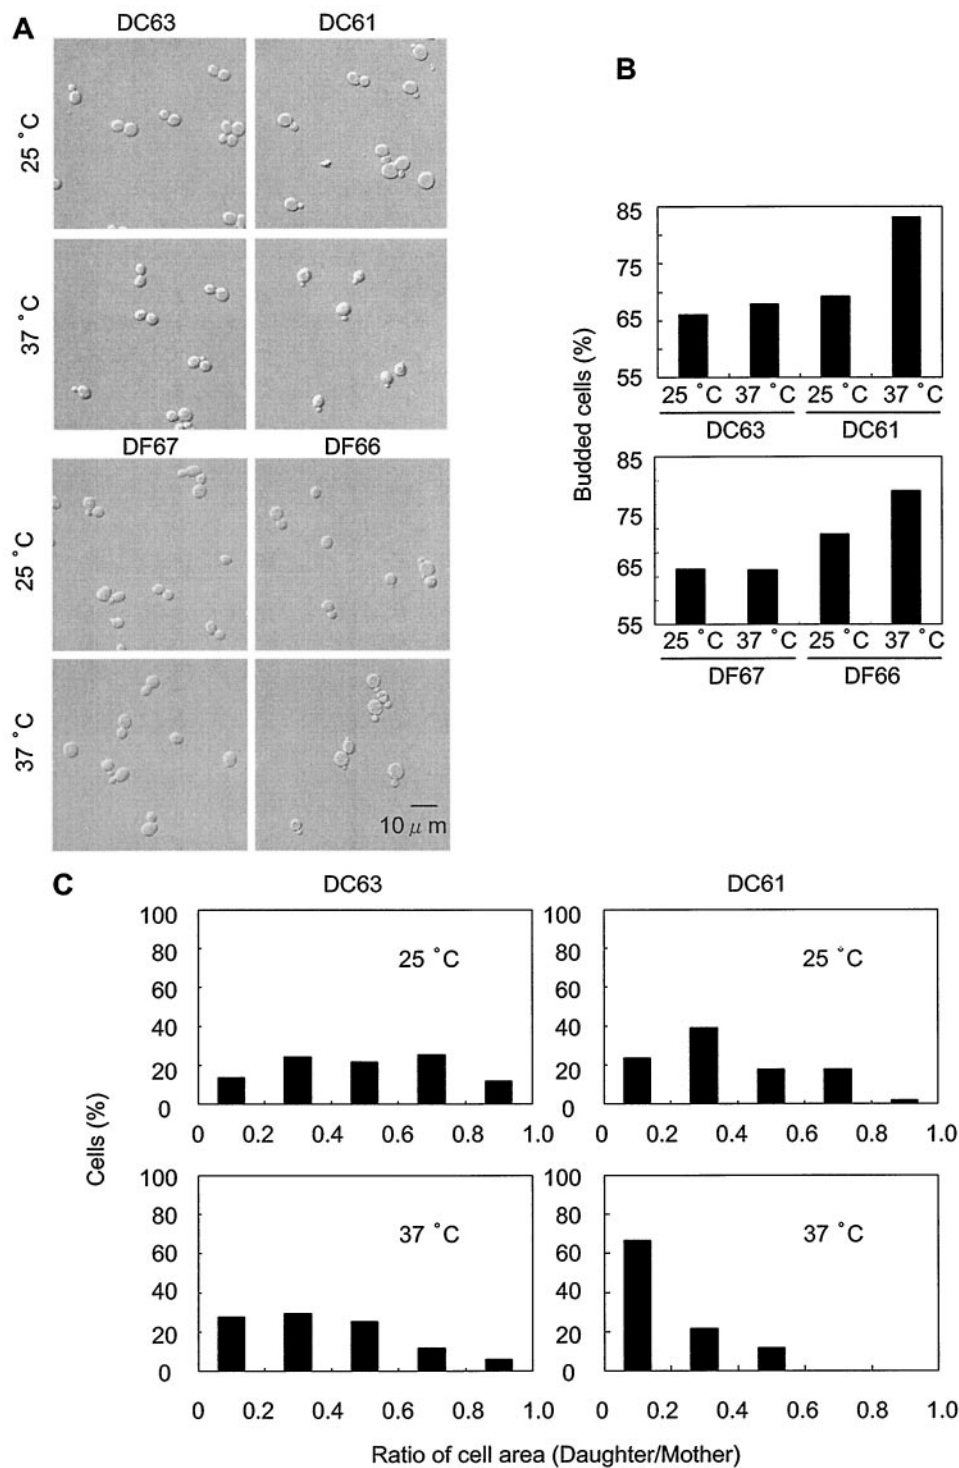 A
DC63 DC61
25 °C
37 °C
DF67 DF66
25 °C
37 °C
10 μ m
B
Budded cells (%)
85
75
65
55
25 °C 37 °C 25 °C 37 °C
DC63 DC61
85
75
65
55
25 °C 37 °C 25 °C 37 °C
DF67 DF66
C
DC63 DC61
Cells (%)
100
80
60
40
20
0
25 °C
0 0.2 0.4 0.6 0.8 1.0
100
80
60
40
20
0
25 °C
0 0.2 0.4 0.6 0.8 1.0
100
80
60
40
20
0
37 °C
0 0.2 0.4 0.6 0.8 1.0
100
80
60
40
20
0
37 °C
0 0.2 0.4 0.6 0.8 1.0
Ratio of cell area (Daughter/Mother)